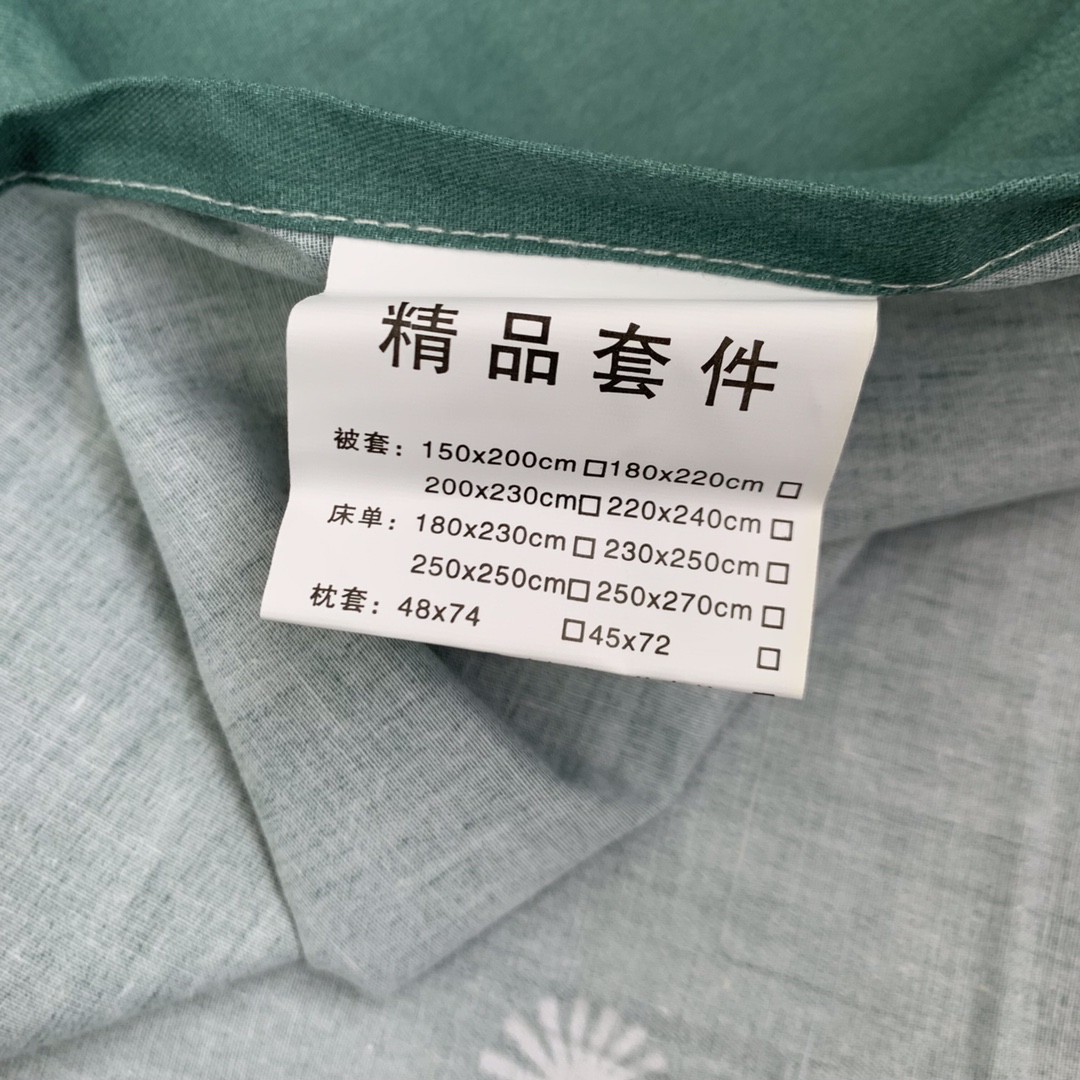 精品套件
被套：150x200cm □ 180x220cm □
200x230cm □ 220x240cm □
床单：180x230cm □ 230x250cm □
250x250cm □ 250x270cm □
枕套：48x74 □ 45x72 □